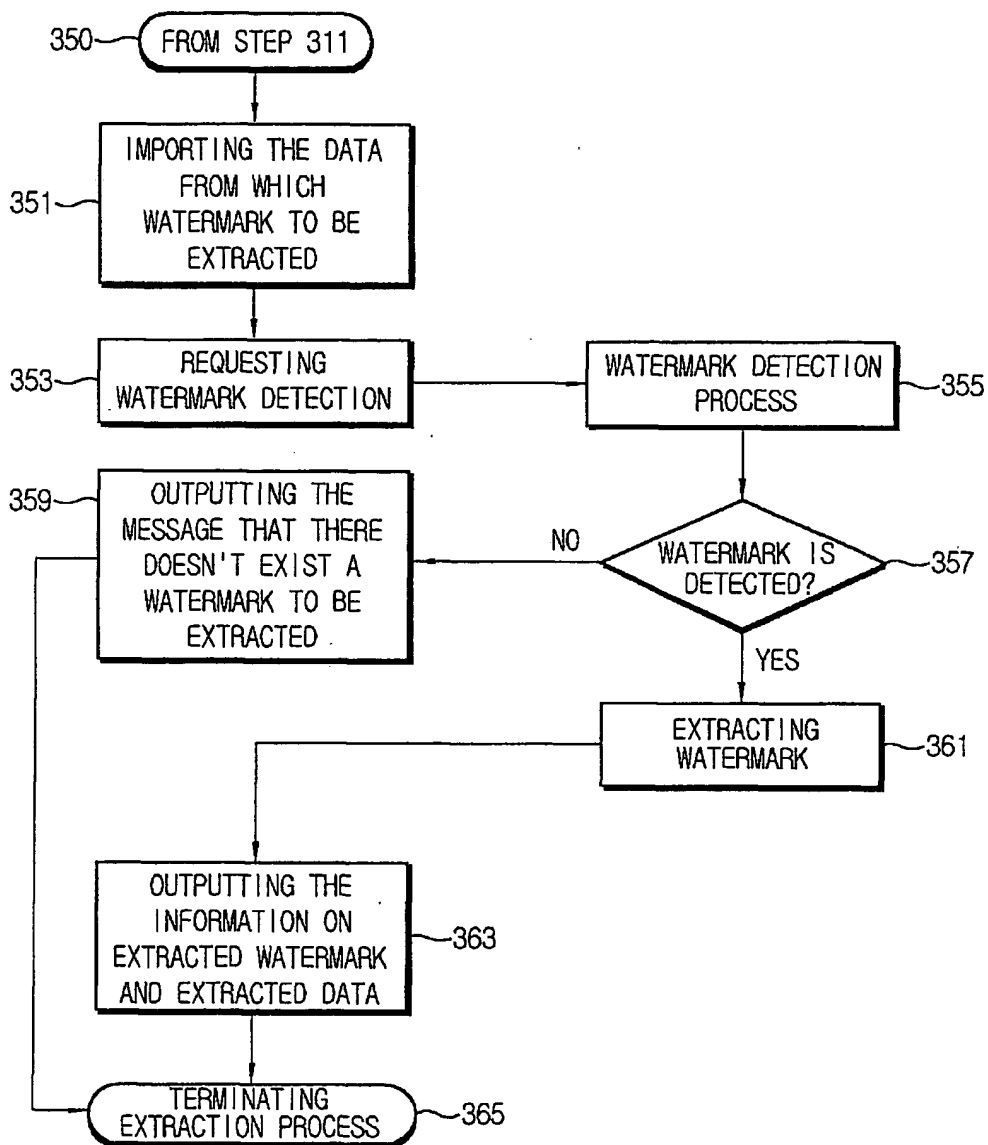 350
FROM STEP 311
351
IMPORTING THE DATA
FROM WHICH
WATERMARK TO BE
EXTRACTED
353
REQUESTING
WATERMARK DETECTION
WATERMARK DETECTION
PROCESS
355
359
OUTPUTTING THE
MESSAGE THAT THERE
DOESN'T EXIST A
WATERMARK TO BE
EXTRACTED
NO
WATERMARK IS
DETECTED?
357
YES
EXTRACTING
WATERMARK
361
OUTPUTTING THE
INFORMATION ON
EXTRACTED WATERMARK
AND EXTRACTED DATA
363
TERMINATING
EXTRACTION PROCESS
365